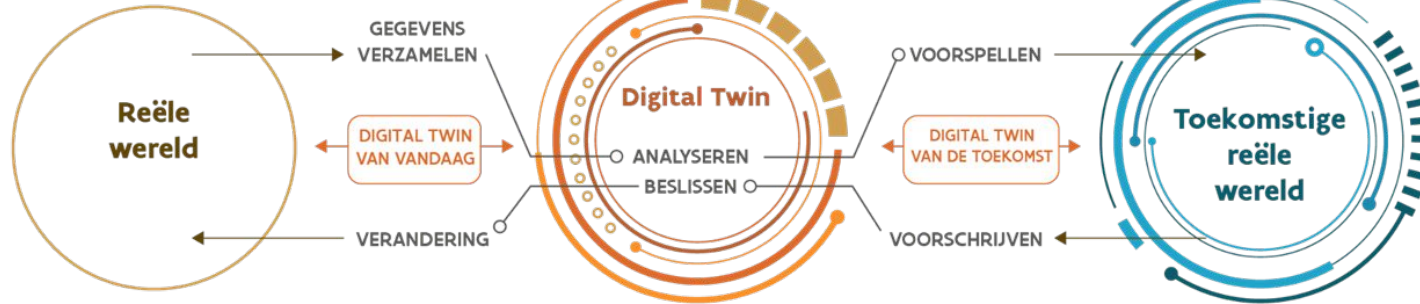 Reële
wereld
GEGEVENS
VERZAMELEN
DIGITAL TWIN
VAN VANDAAG
VERANDERING
Digital Twin
ANALYSEREN
BESLISSEN
VOORSPELLEN
DIGITAL TWIN
VAN DE TOEKOMST
VOORSCHRIJVEN
Toekomstige
reële
wereld